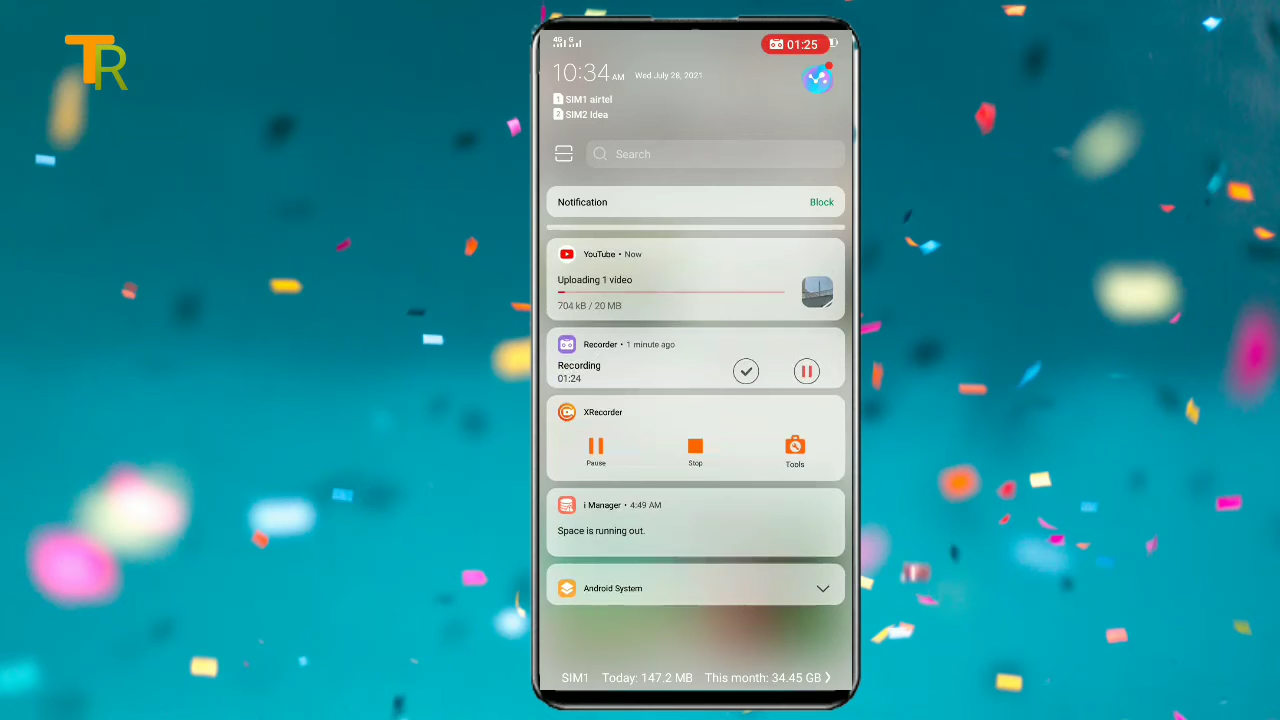 TR
4G G
01:25
10:34 AM Wed July 28, 2021
1 SIM1 airtel
2 SIM2 Idea
Search
Notification Block
YouTube • Now
Uploading 1 video
704 kB / 20 MB
Recorder • 1 minute ago
Recording
01:24
XRecorder
Pause Stop Tools
i Manager • 4:49 AM
Space is running out.
Android System
SIM1 Today: 147.2 MB This month: 34.45 GB